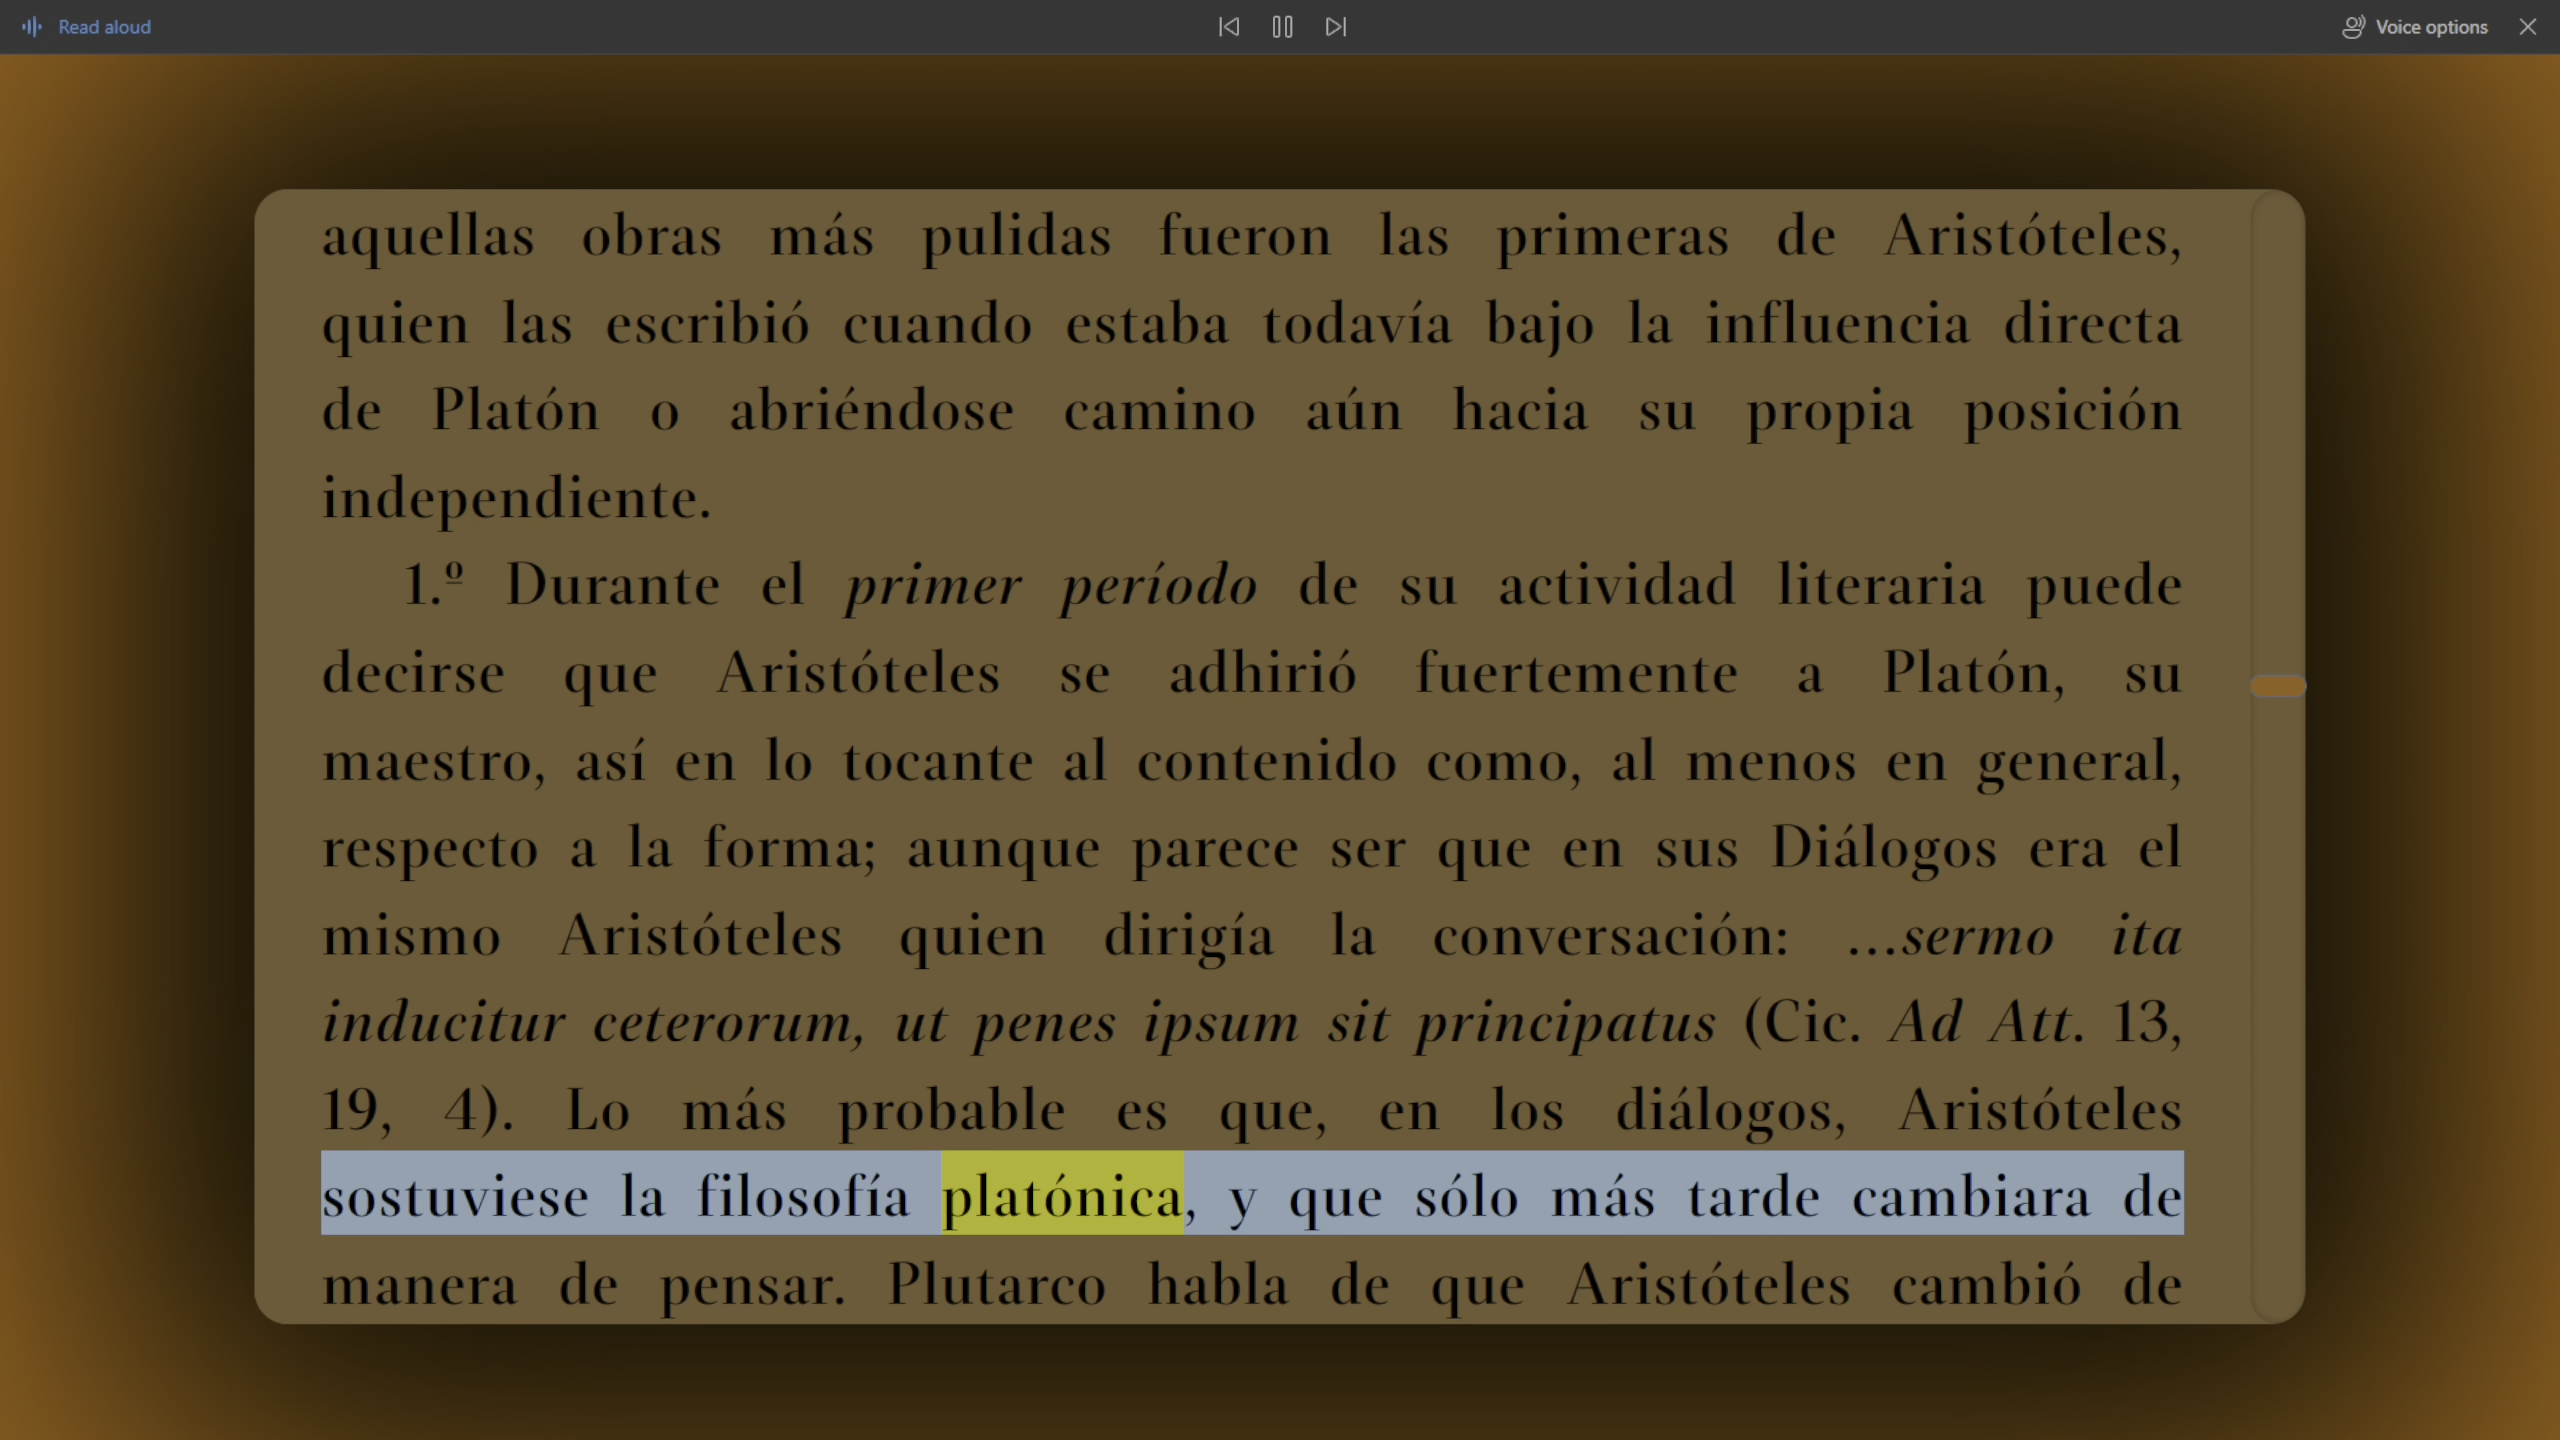 Read aloud
Voice options
aquellas obras más pulidas fueron las primeras de Aristóteles,
quien las escribió cuando estaba todavía bajo la influencia directa
de Platón o abriéndose camino aún hacia su propia posición
independiente.
1.º Durante el primer período de su actividad literaria puede
decirse que Aristóteles se adhirió fuertemente a Platón, su
maestro, así en lo tocante al contenido como, al menos en general,
respecto a la forma; aunque parece ser que en sus Diálogos era el
mismo Aristóteles quien dirigía la conversación: …sermo ita
inducitur ceterorum, ut penes ipsum sit principatus (Cic. Ad Att. 13,
19, 4). Lo más probable es que, en los diálogos, Aristóteles
sostuviese la filosofía platónica, y que sólo más tarde cambiara de
manera de pensar. Plutarco habla de que Aristóteles cambió de